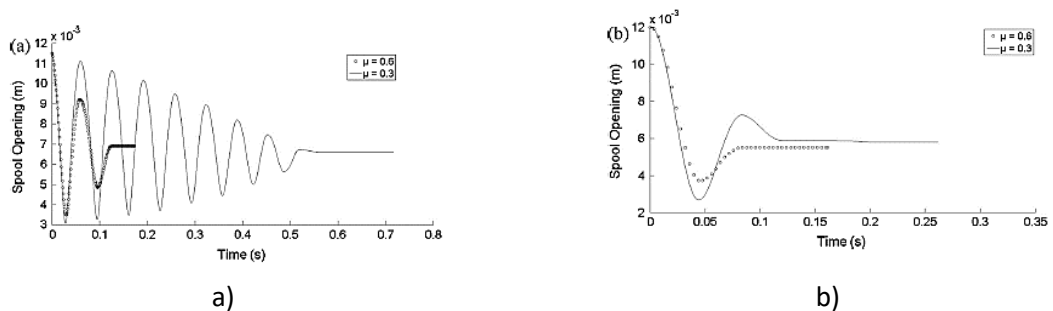 (a)
x 10⁻³
12
11
10
9
8
7
6
5
4
3
Spool Opening (m)
μ = 0.6
μ = 0.3
0 0.1 0.2 0.3 0.4 0.5 0.6 0.7 0.8
Time (s)
a)
(b)
x 10⁻³
12
10
8
6
4
2
Spool Opening (m)
μ = 0.6
μ = 0.3
0 0.05 0.1 0.15 0.2 0.25 0.3 0.35
Time (s)
b)